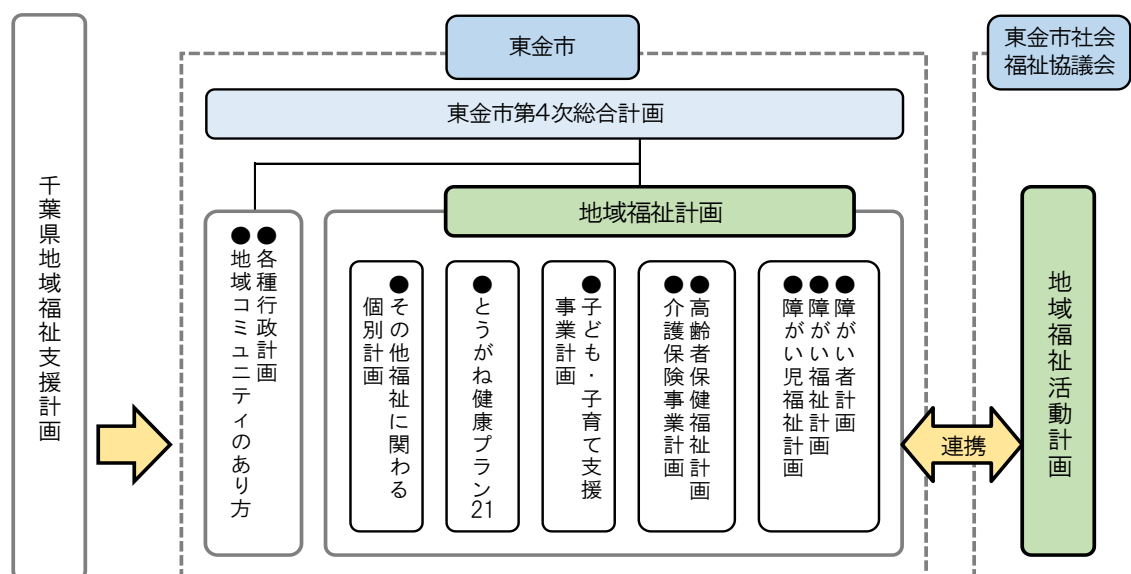 東金市
東金市社会
福祉協議会
東金市第4次総合計画
千葉県地域福祉支援計画
地域福祉計画
●各種行政計画
●地域コミュニティのあり方
●障がい者計画
●障がい福祉計画
●障がい児福祉計画
●高齢者保健福祉計画
●介護保険事業計画
●子ども・子育て支援
事業計画
●とうがね健康プラン21
●その他福祉に関わる
個別計画
連携
地域福祉活動計画